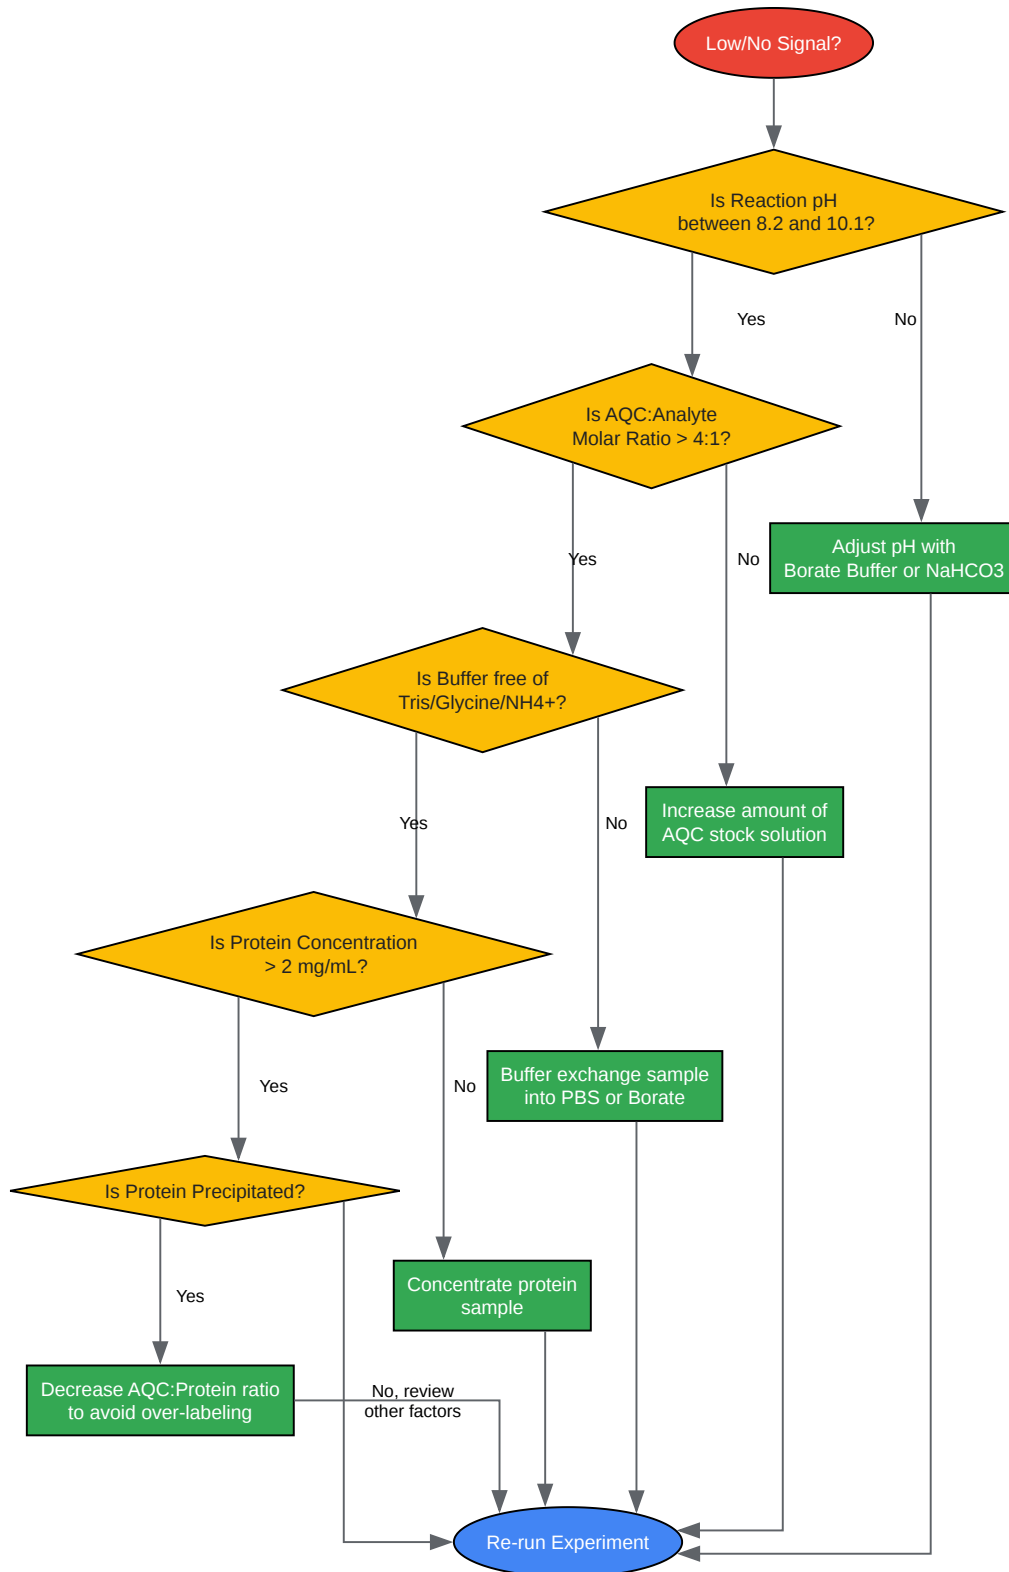 Low/No Signal?
Is Reaction pH
between 8.2 and 10.1?
Yes
No
Is AQC:Analyte
Molar Ratio > 4:1?
Yes
No
Adjust pH with
Borate Buffer or NaHCO3
Is Buffer free of
Tris/Glycine/NH4+?
Yes
No
Increase amount of
AQC stock solution
Is Protein Concentration
> 2 mg/mL?
Yes
No
Buffer exchange sample
into PBS or Borate
Is Protein Precipitated?
Yes
Concentrate protein
sample
Decrease AQC:Protein ratio
to avoid over-labeling
No, review
other factors
Re-run Experiment